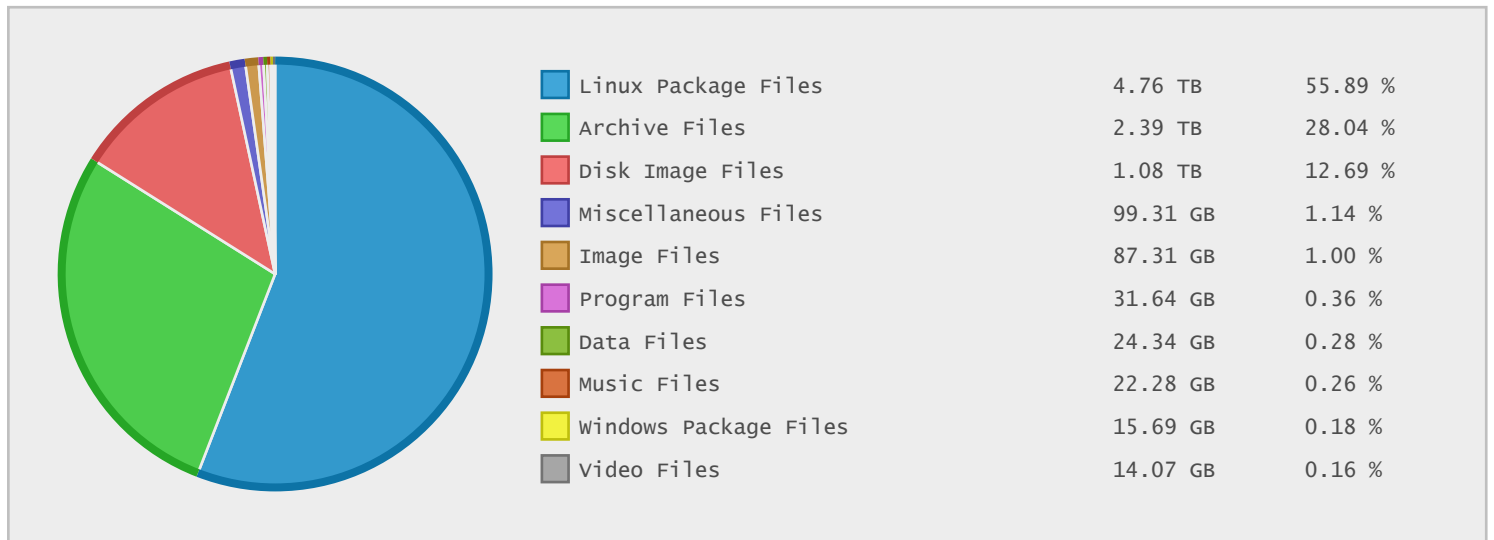 Linux Package Files 4.76 TB 55.89 %
Archive Files 2.39 TB 28.04 %
Disk Image Files 1.08 TB 12.69 %
Miscellaneous Files 99.31 GB 1.14 %
Image Files 87.31 GB 1.00 %
Program Files 31.64 GB 0.36 %
Data Files 24.34 GB 0.28 %
Music Files 22.28 GB 0.26 %
Windows Package Files 15.69 GB 0.18 %
Video Files 14.07 GB 0.16 %